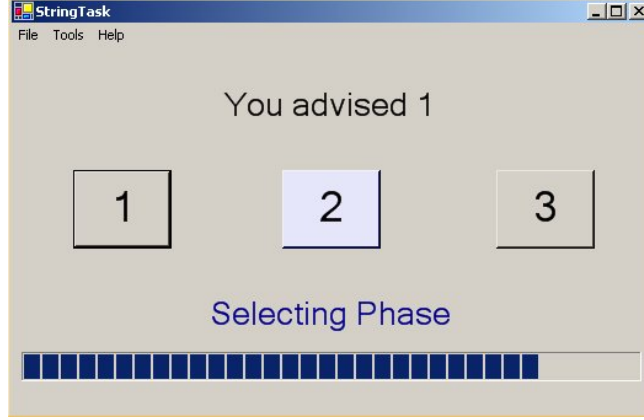 StringTask
File Tools Help
You advised 1
1 2 3
Selecting Phase